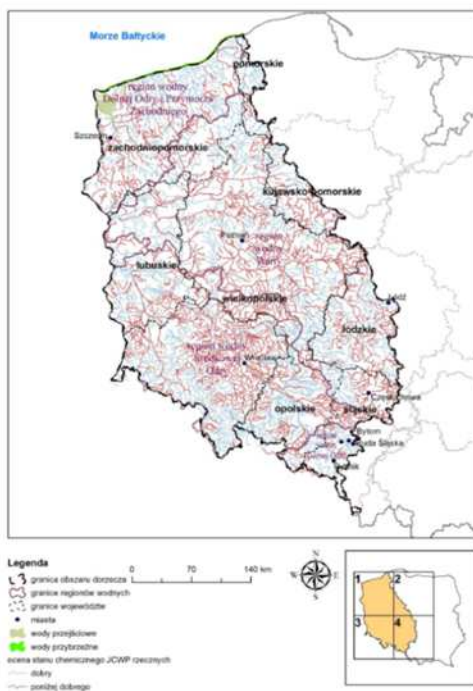 Morze Bałtyckie
pomorskie
region wodny
Dolnej Odry i Przymorza
Zachodniego
Szczecin
zachodniopomorskie
kujawsko-pomorskie
Poznań
region
wodny
Warty
lubuskie
wielkopolskie
Łódź
łódzkie
region wodny
Środkowej
Odry
Wrocław
opolskie
śląskie
Częstochowa
Bytom
Ruda Śląska
Legenda
granica obszaru dorzecza
granice regionów wodnych
granice województw
miasta
wody przejściowe
wody przybrzeżne
ocena stanu chemicznego JCWP rzecznych
dobry
poniżej dobrego
0 70 140 km
N
W E
S
1 2
3 4